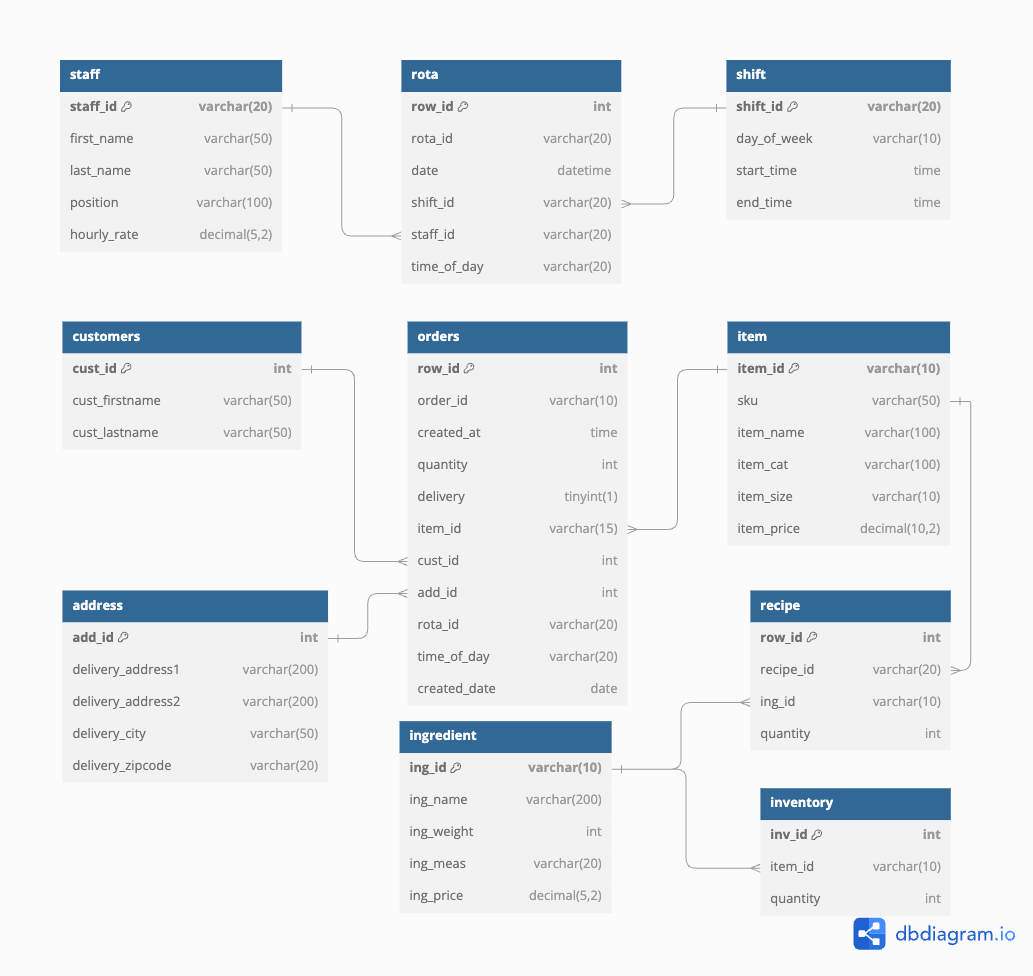 staff
staff_id varchar(20)
first_name varchar(50)
last_name varchar(50)
position varchar(100)
hourly_rate decimal(5,2)
rota
row_id int
rota_id varchar(20)
date datetime
shift_id varchar(20)
staff_id varchar(20)
time_of_day varchar(20)
shift
shift_id varchar(20)
day_of_week varchar(10)
start_time time
end_time time
customers
cust_id int
cust_firstname varchar(50)
cust_lastname varchar(50)
orders
row_id int
order_id varchar(10)
created_at time
quantity int
delivery tinyint(1)
item_id varchar(15)
cust_id int
add_id int
rota_id varchar(20)
time_of_day varchar(20)
created_date date
item
item_id varchar(10)
sku varchar(50)
item_name varchar(100)
item_cat varchar(100)
item_size varchar(10)
item_price decimal(10,2)
address
add_id int
delivery_address1 varchar(200)
delivery_address2 varchar(200)
delivery_city varchar(50)
delivery_zipcode varchar(20)
recipe
row_id int
recipe_id varchar(20)
ing_id varchar(10)
quantity int
ingredient
ing_id varchar(10)
ing_name varchar(200)
ing_weight int
ing_meas varchar(20)
ing_price decimal(5,2)
inventory
inv_id int
item_id varchar(10)
quantity int
dbdiagram.io